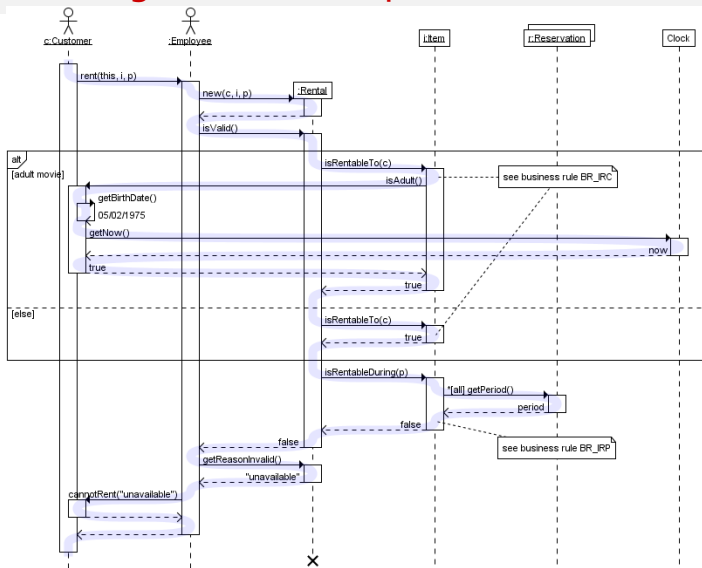 c:Customer
:Employee
i:Item
r:Reservation
Clock
rent(this, i, p)
:Rental
new(c, i, p)
isValid()
alt
[adult movie]
isRentableTo(c)
see business rule BR_IRC
isAdult()
getBirthDate()
05/02/1975
getNow()
now
true
true
[else]
isRentableTo(c)
true
isRentableDuring(p)
*[all] getPeriod()
period
false
false
see business rule BR_IRP
getReasonInvalid()
"unavailable"
cannotRent("unavailable")